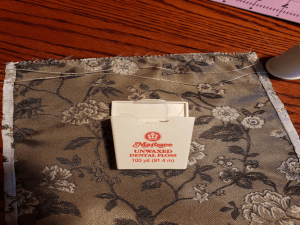 UNWAXED
DENTAL FLOSS
100 yd (91.4 m)